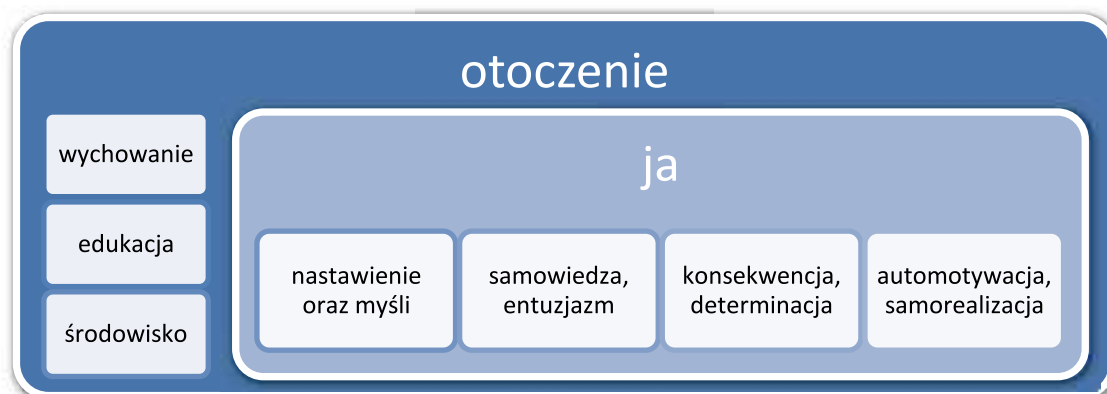 otoczenie
wychowanie
edukacja
środowisko
ja
nastawienie
oraz myśli
samowiedza,
entuzjazm
konsekwencja,
determinacja
automotywacja,
samorealizacja